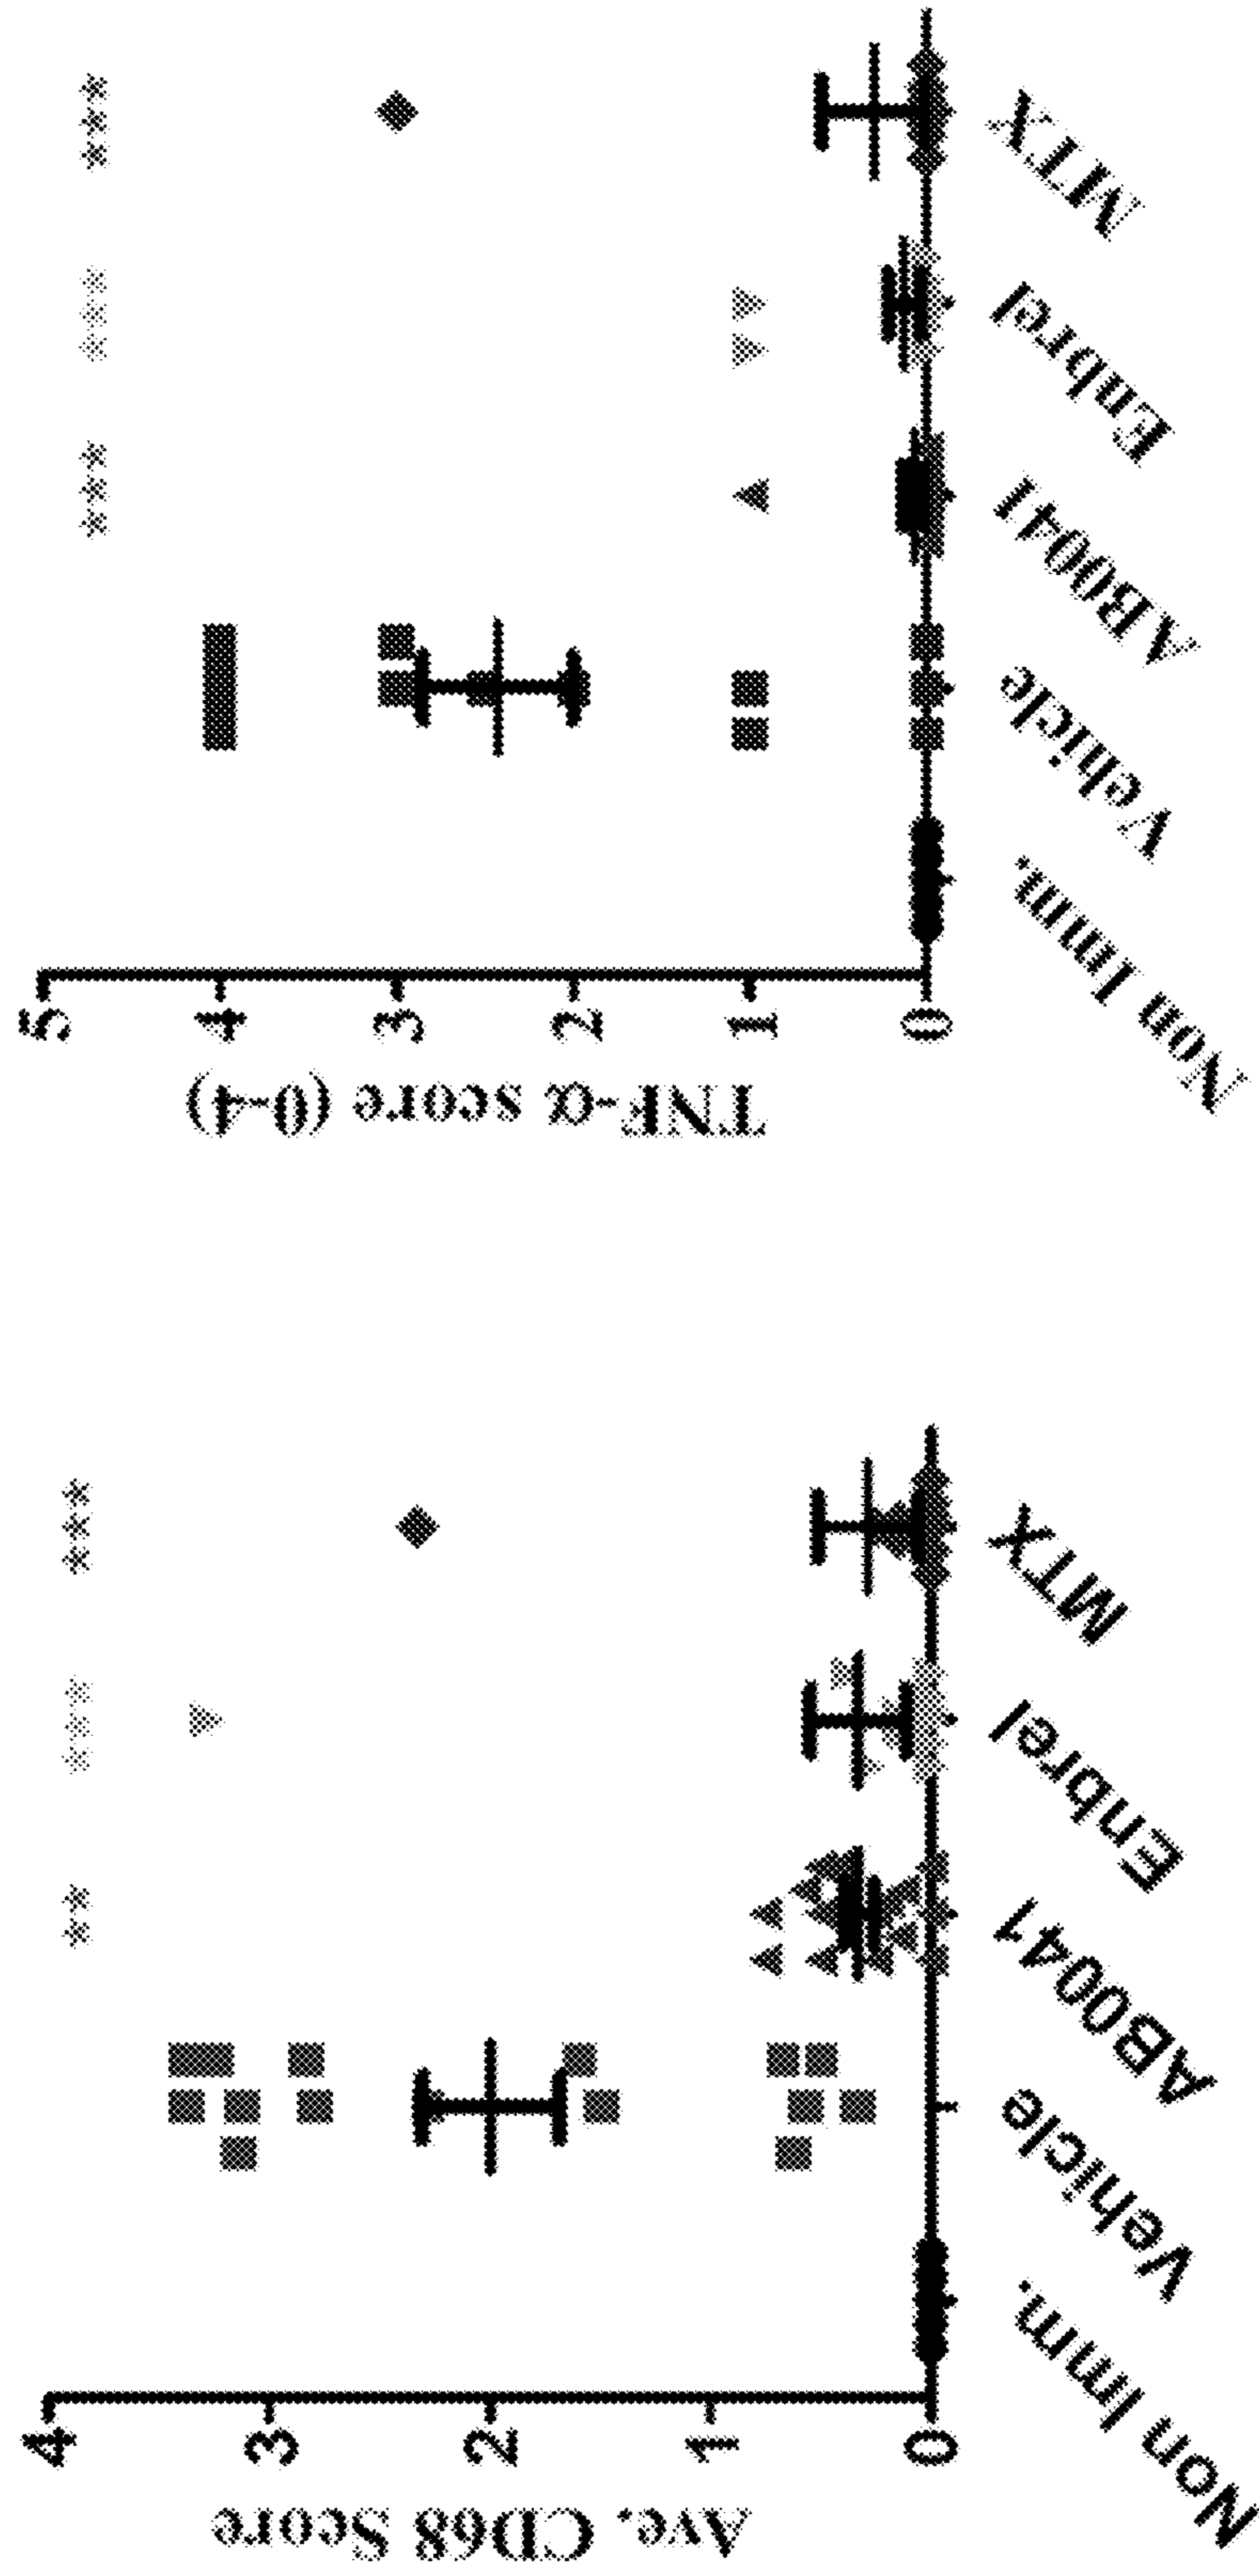 Ave. CD68 Score
4
3
2
1
0
**
***
***
Non Imm.
Vehicle
AB0041
Enbrel
MTX
TNF-α score (0-4)
5
4
3
2
1
0
***
***
***
Non Imm.
Vehicle
AB0041
Enbrel
MTX